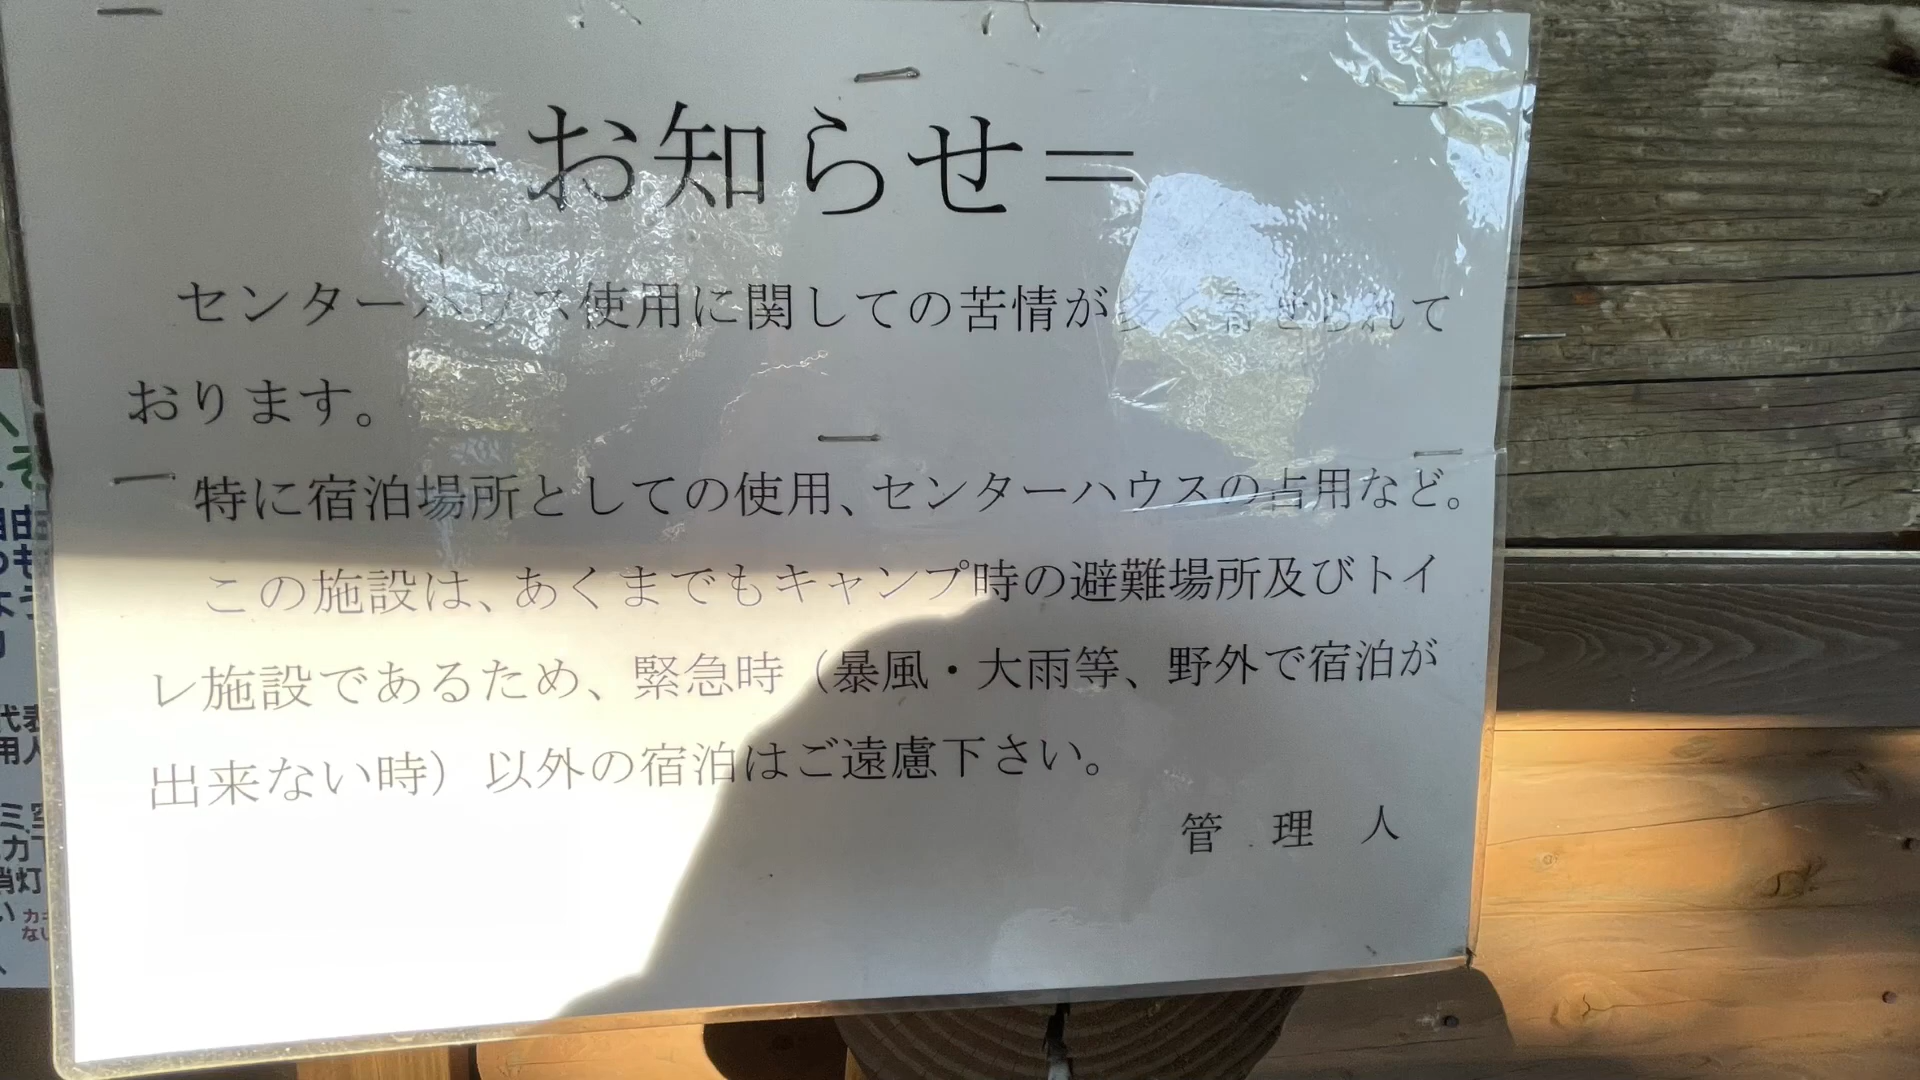 =お知らせ=
センターハウス使用に関しての苦情が多く寄せられて
おります。
特に宿泊場所としての使用、センターハウスの占用など。
この施設は、あくまでもキャンプ時の避難場所及びトイ
レ施設であるため、緊急時（暴風・大雨等、野外で宿泊が
出来ない時）以外の宿泊はご遠慮下さい。
管 理 人